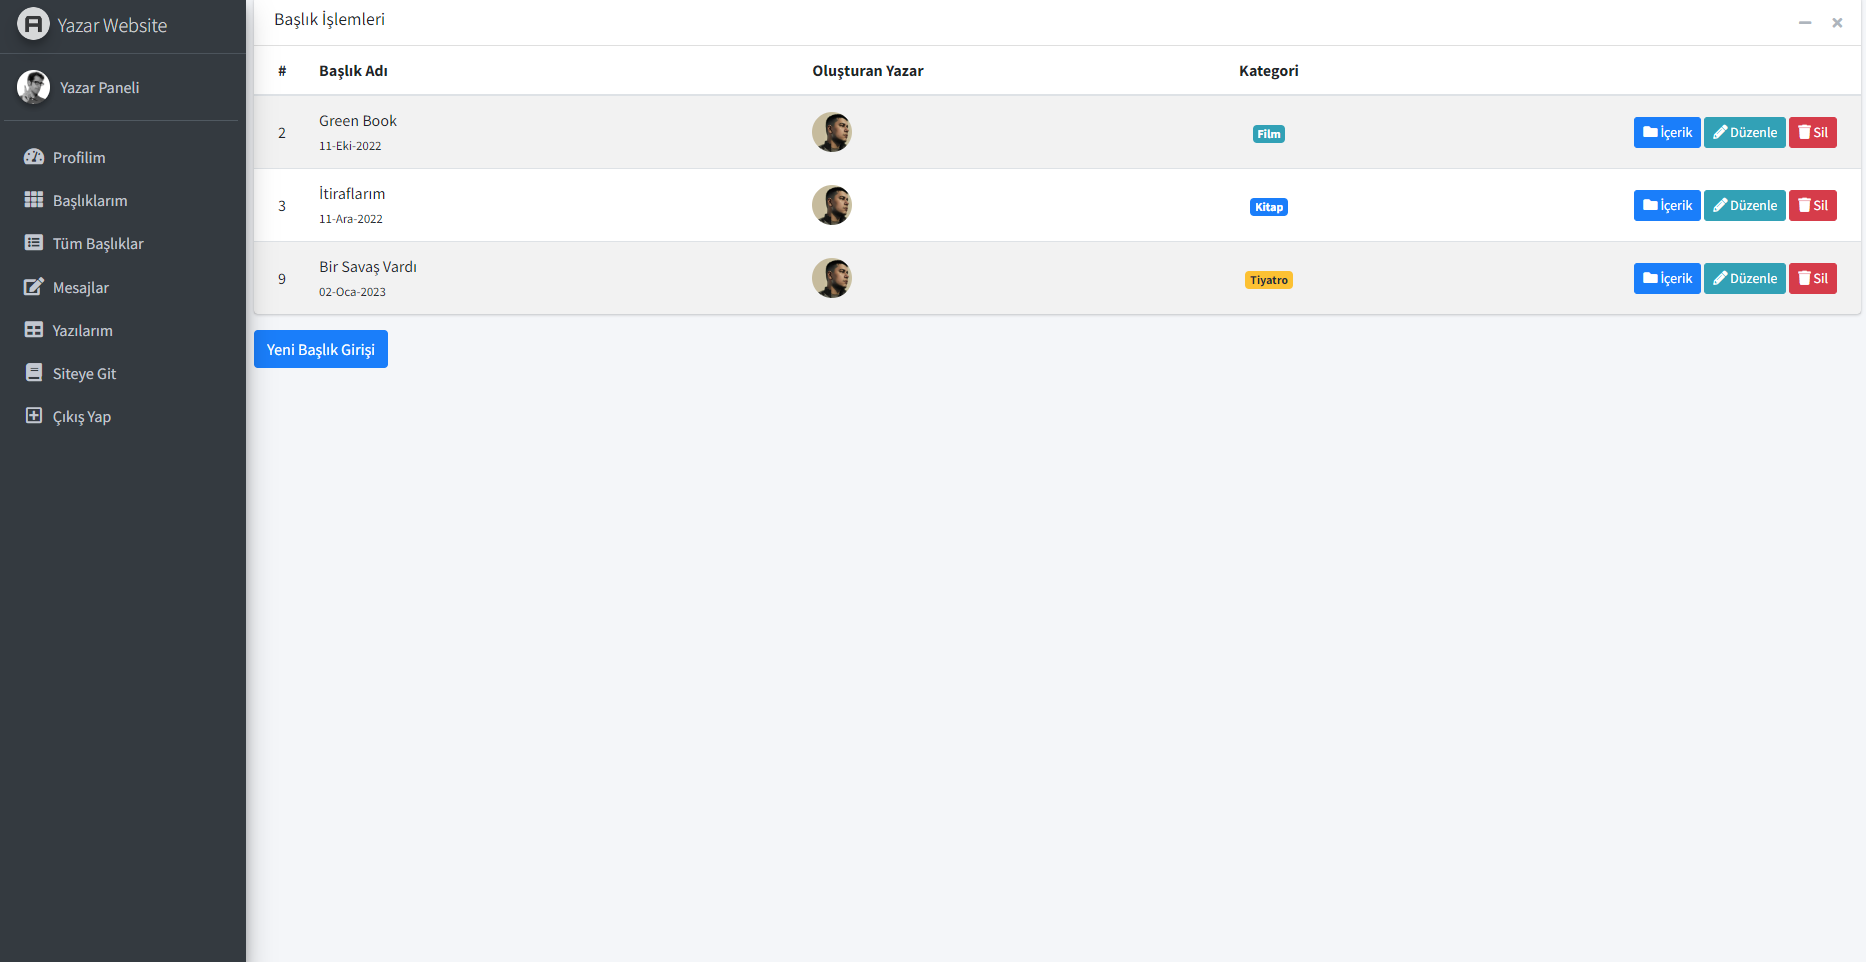 Yazar Website
Yazar Paneli
Profilim
Başlıklarım
Tüm Başlıklar
Mesajlar
Yazılarım
Siteye Git
Çıkış Yap
Başlık İşlemleri
# Başlık Adı Oluşturan Yazar Kategori
2 Green Book 11-Eki-2022 Film İçerik Düzenle Sil
3 İtiraflarım 11-Ara-2022 Kitap İçerik Düzenle Sil
9 Bir Savaş Vardı 02-Oca-2023 Tiyatro İçerik Düzenle Sil
Yeni Başlık Girişi